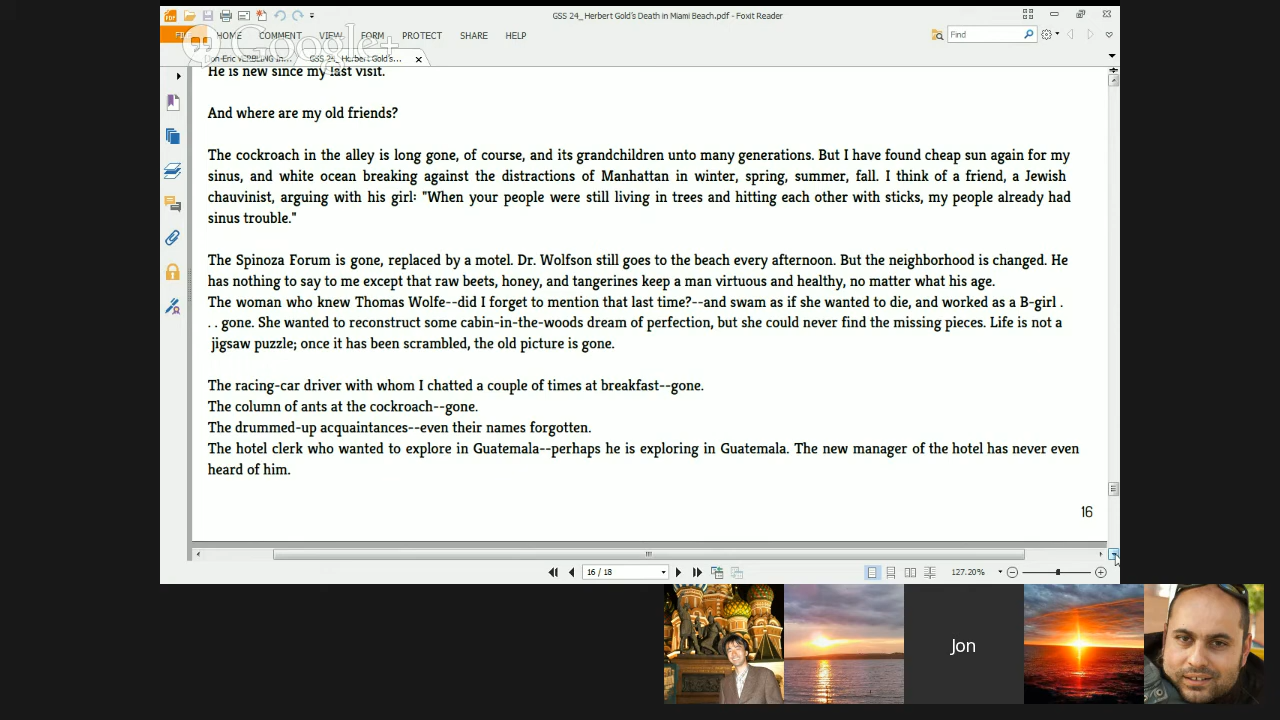 GSS 24_ Herbert Gold's Death in Miami Beach.pdf - Foxit Reader
HOME COMMENT VIEW FORM PROTECT SHARE HELP
Find
Google+
GSS 24_ Herbert Gold's...
He is new since my last visit.
And where are my old friends?
The cockroach in the alley is long gone, of course, and its grandchildren unto many generations. But I have found cheap sun again for my
sinus, and white ocean breaking against the distractions of Manhattan in winter, spring, summer, fall. I think of a friend, a Jewish
chauvinist, arguing with his girl: "When your people were still living in trees and hitting each other with sticks, my people already had
sinus trouble."
The Spinoza Forum is gone, replaced by a motel. Dr. Wolfson still goes to the beach every afternoon. But the neighborhood is changed. He
has nothing to say to me except that raw beets, honey, and tangerines keep a man virtuous and healthy, no matter what his age.
The woman who knew Thomas Wolfe--did I forget to mention that last time?--and swam as if she wanted to die, and worked as a B-girl .
. . gone. She wanted to reconstruct some cabin-in-the-woods dream of perfection, but she could never find the missing pieces. Life is not a
jigsaw puzzle; once it has been scrambled, the old picture is gone.
The racing-car driver with whom I chatted a couple of times at breakfast--gone.
The column of ants at the cockroach--gone.
The drummed-up acquaintances--even their names forgotten.
The hotel clerk who wanted to explore in Guatemala--perhaps he is exploring in Guatemala. The new manager of the hotel has never even
heard of him.
16
16 / 18
127.20%
Jon